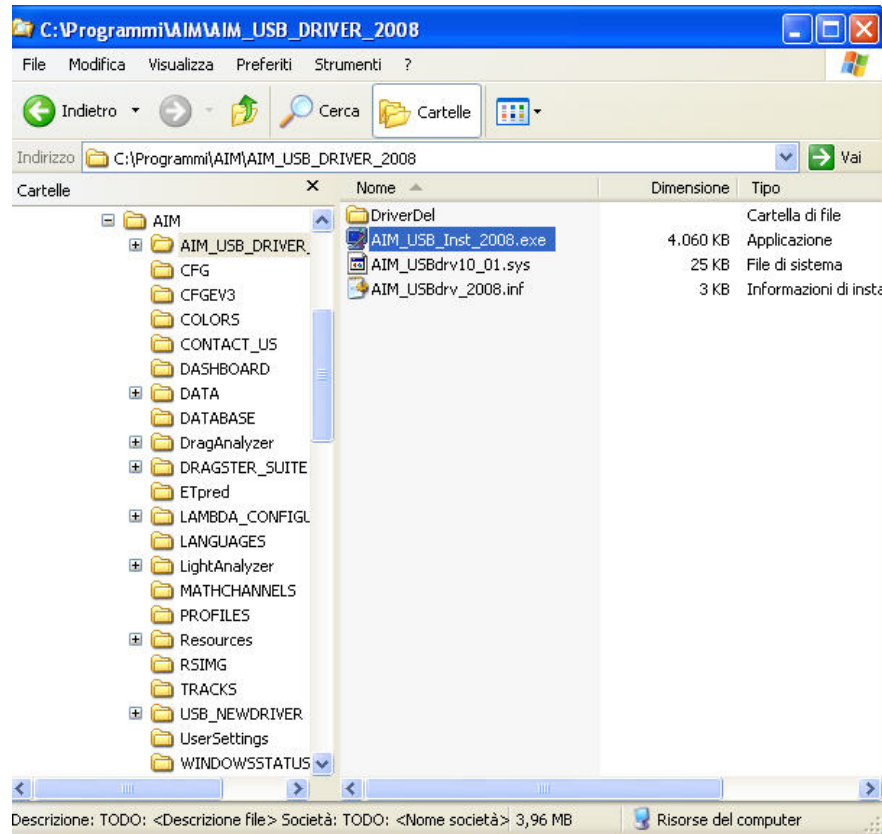 C:\Programmi\AIM\AIM_USB_DRIVER_2008
File Modifica Visualizza Preferiti Strumenti ?
Indietro Cerca Cartelle
Indirizzo C:\Programmi\AIM\AIM_USB_DRIVER_2008 Vai
Cartelle
AIM
AIM_USB_DRIVER_
CFG
CFGEV3
COLORS
CONTACT_US
DASHBOARD
DATA
DATABASE
DragAnalyzer
DRAGSTER_SUITE
ETpred
LAMBDA_CONFIGU
LANGUAGES
LightAnalyzer
MATHCHANNELS
PROFILES
Resources
RSIMG
TRACKS
USB_NEWDRIVER
UserSettings
WINDOWSSTATUS
Nome Dimensione Tipo
DriverDel Cartella di file
AIM_USB_Inst_2008.exe 4.060 KB Applicazione
AIM_USBdrv10_01.sys 25 KB File di sistema
AIM_USBdrv_2008.inf 3 KB Informazioni di insta
Descrizione: TODO: <Descrizione file> Società: TODO: <Nome società> 3,96 MB Risorse del computer